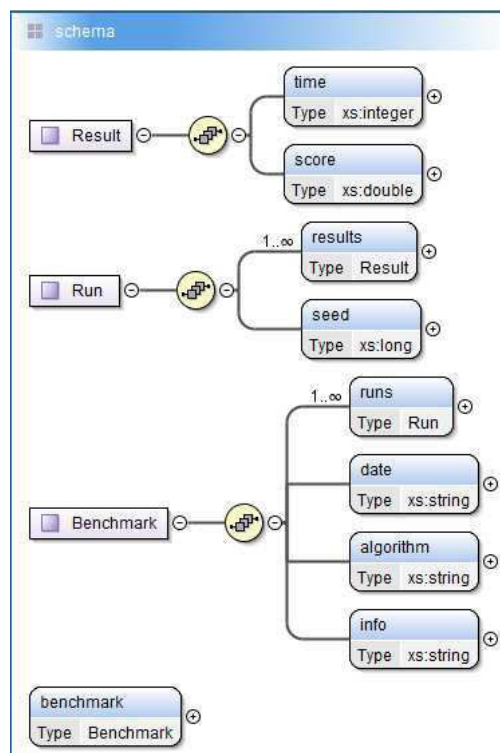 schema
time
Type xs:integer
Result
score
Type xs:double
1..∞
results
Type Result
Run
seed
Type xs:long
1..∞
runs
Type Run
date
Type xs:string
Benchmark
algorithm
Type xs:string
info
Type xs:string
benchmark
Type Benchmark